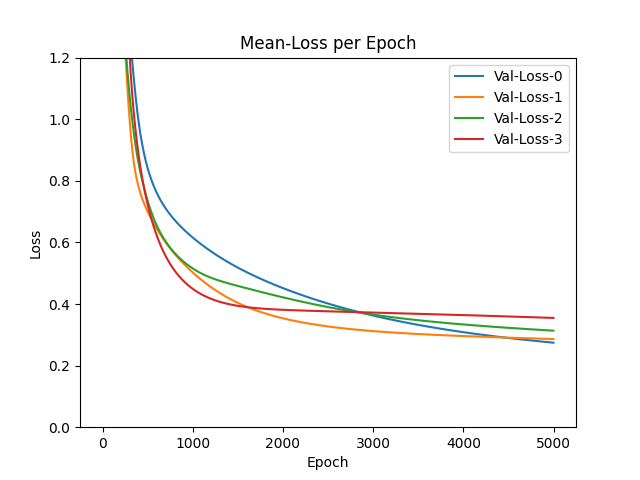 Mean-Loss per Epoch
1.2
1.0
0.8
0.6
0.4
0.2
0.0
Loss
Val-Loss-0
Val-Loss-1
Val-Loss-2
Val-Loss-3
0 1000 2000 3000 4000 5000
Epoch